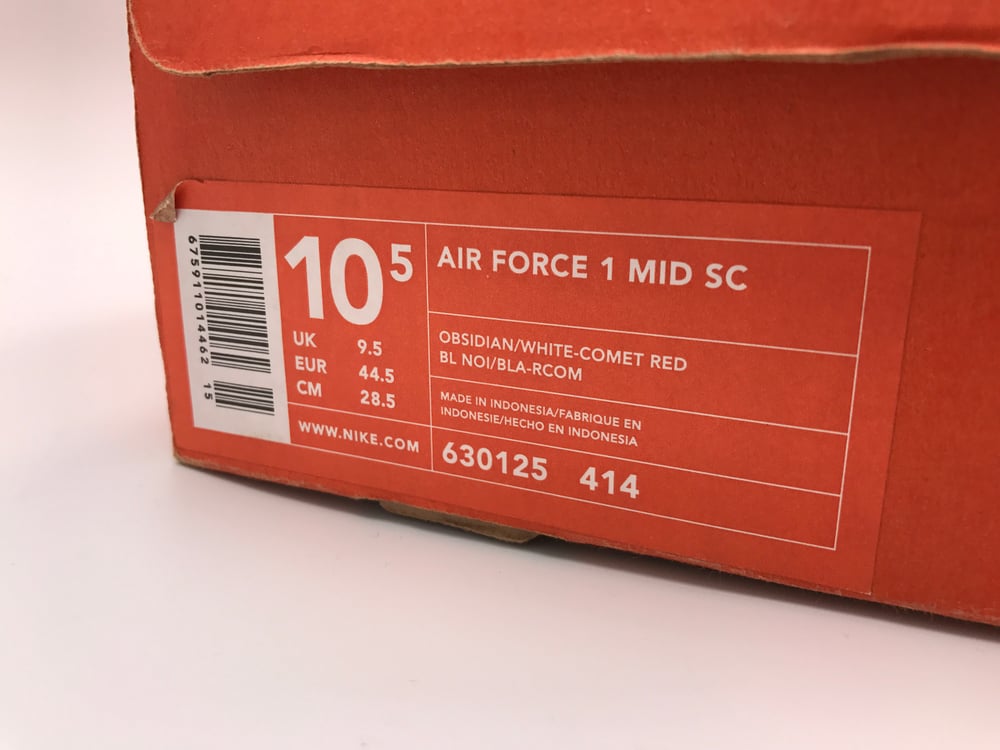 675911014462 15
10 5
UK 9.5
EUR 44.5
CM 28.5
WWW.NIKE.COM
AIR FORCE 1 MID SC
OBSIDIAN/WHITE-COMET RED
BL NOI/BLA-RCOM
MADE IN INDONESIA/FABRIQUE EN
INDONESIE/HECHO EN INDONESIA
630125 414